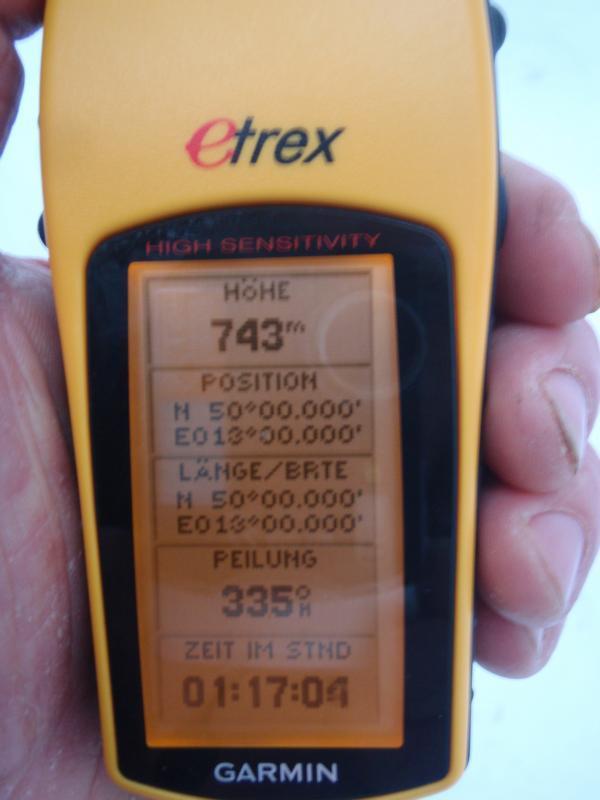 etrex
HIGH SENSITIVITY
HÖHE
743m
POSITION
N 50°00.000'
E013°00.000'
LÄNGE/BRTE
N 50°00.000'
E013°00.000'
PEILUNG
335°M
ZEIT IM STND
01:17:04
GARMIN